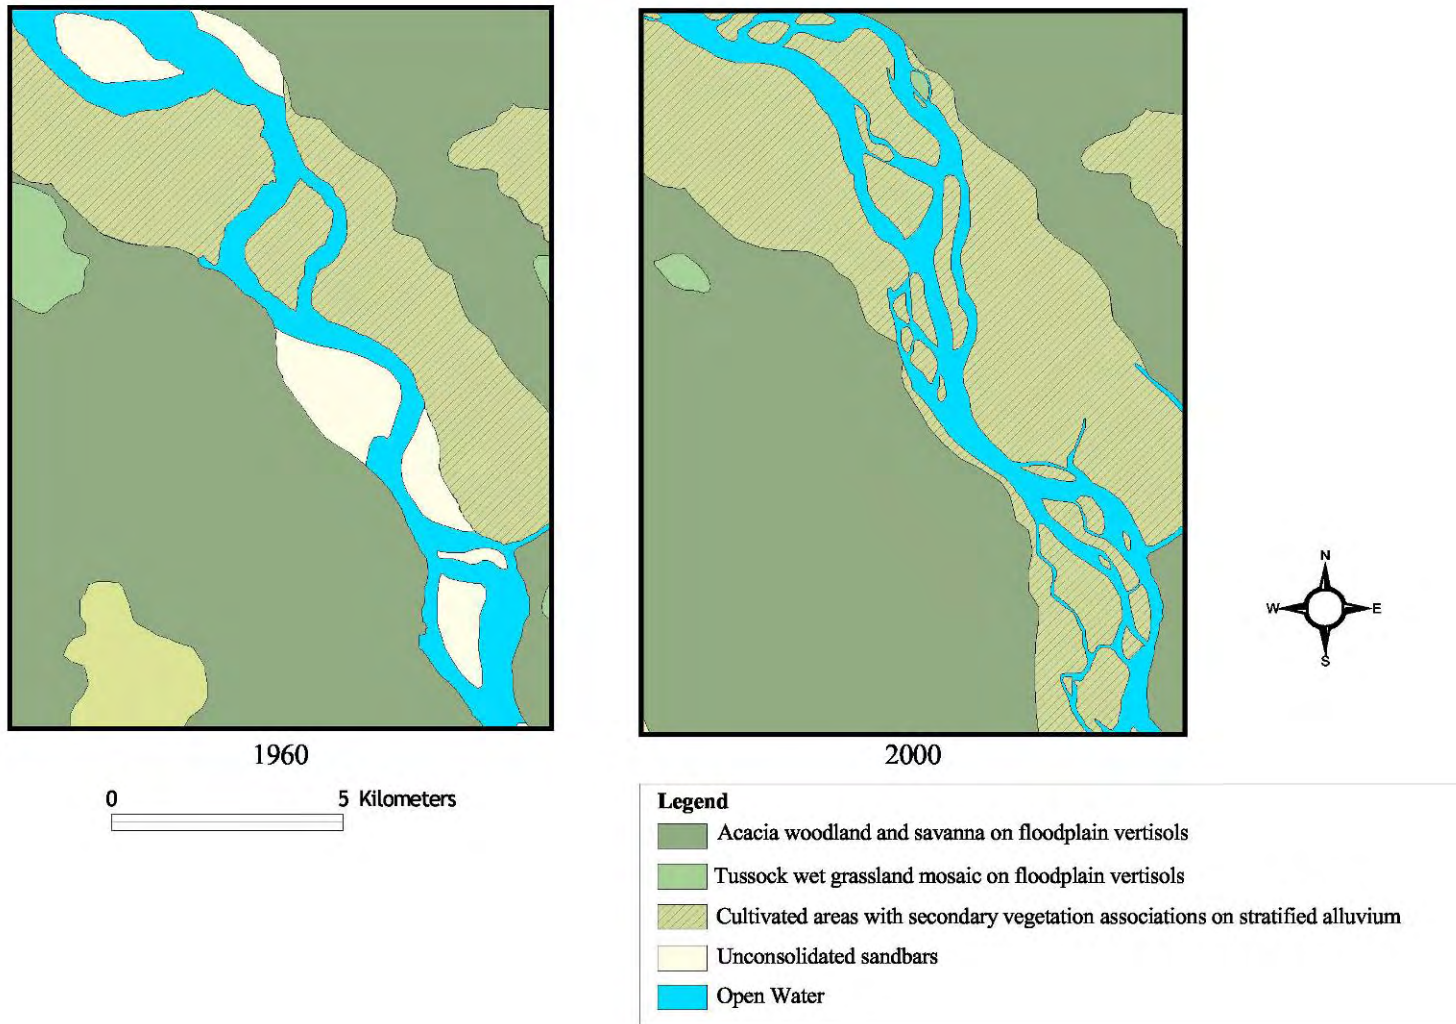 1960
2000
0 5 Kilometers
N
W E
S
Legend
Acacia woodland and savanna on floodplain vertisols
Tussock wet grassland mosaic on floodplain vertisols
Cultivated areas with secondary vegetation associations on stratified alluvium
Unconsolidated sandbars
Open Water